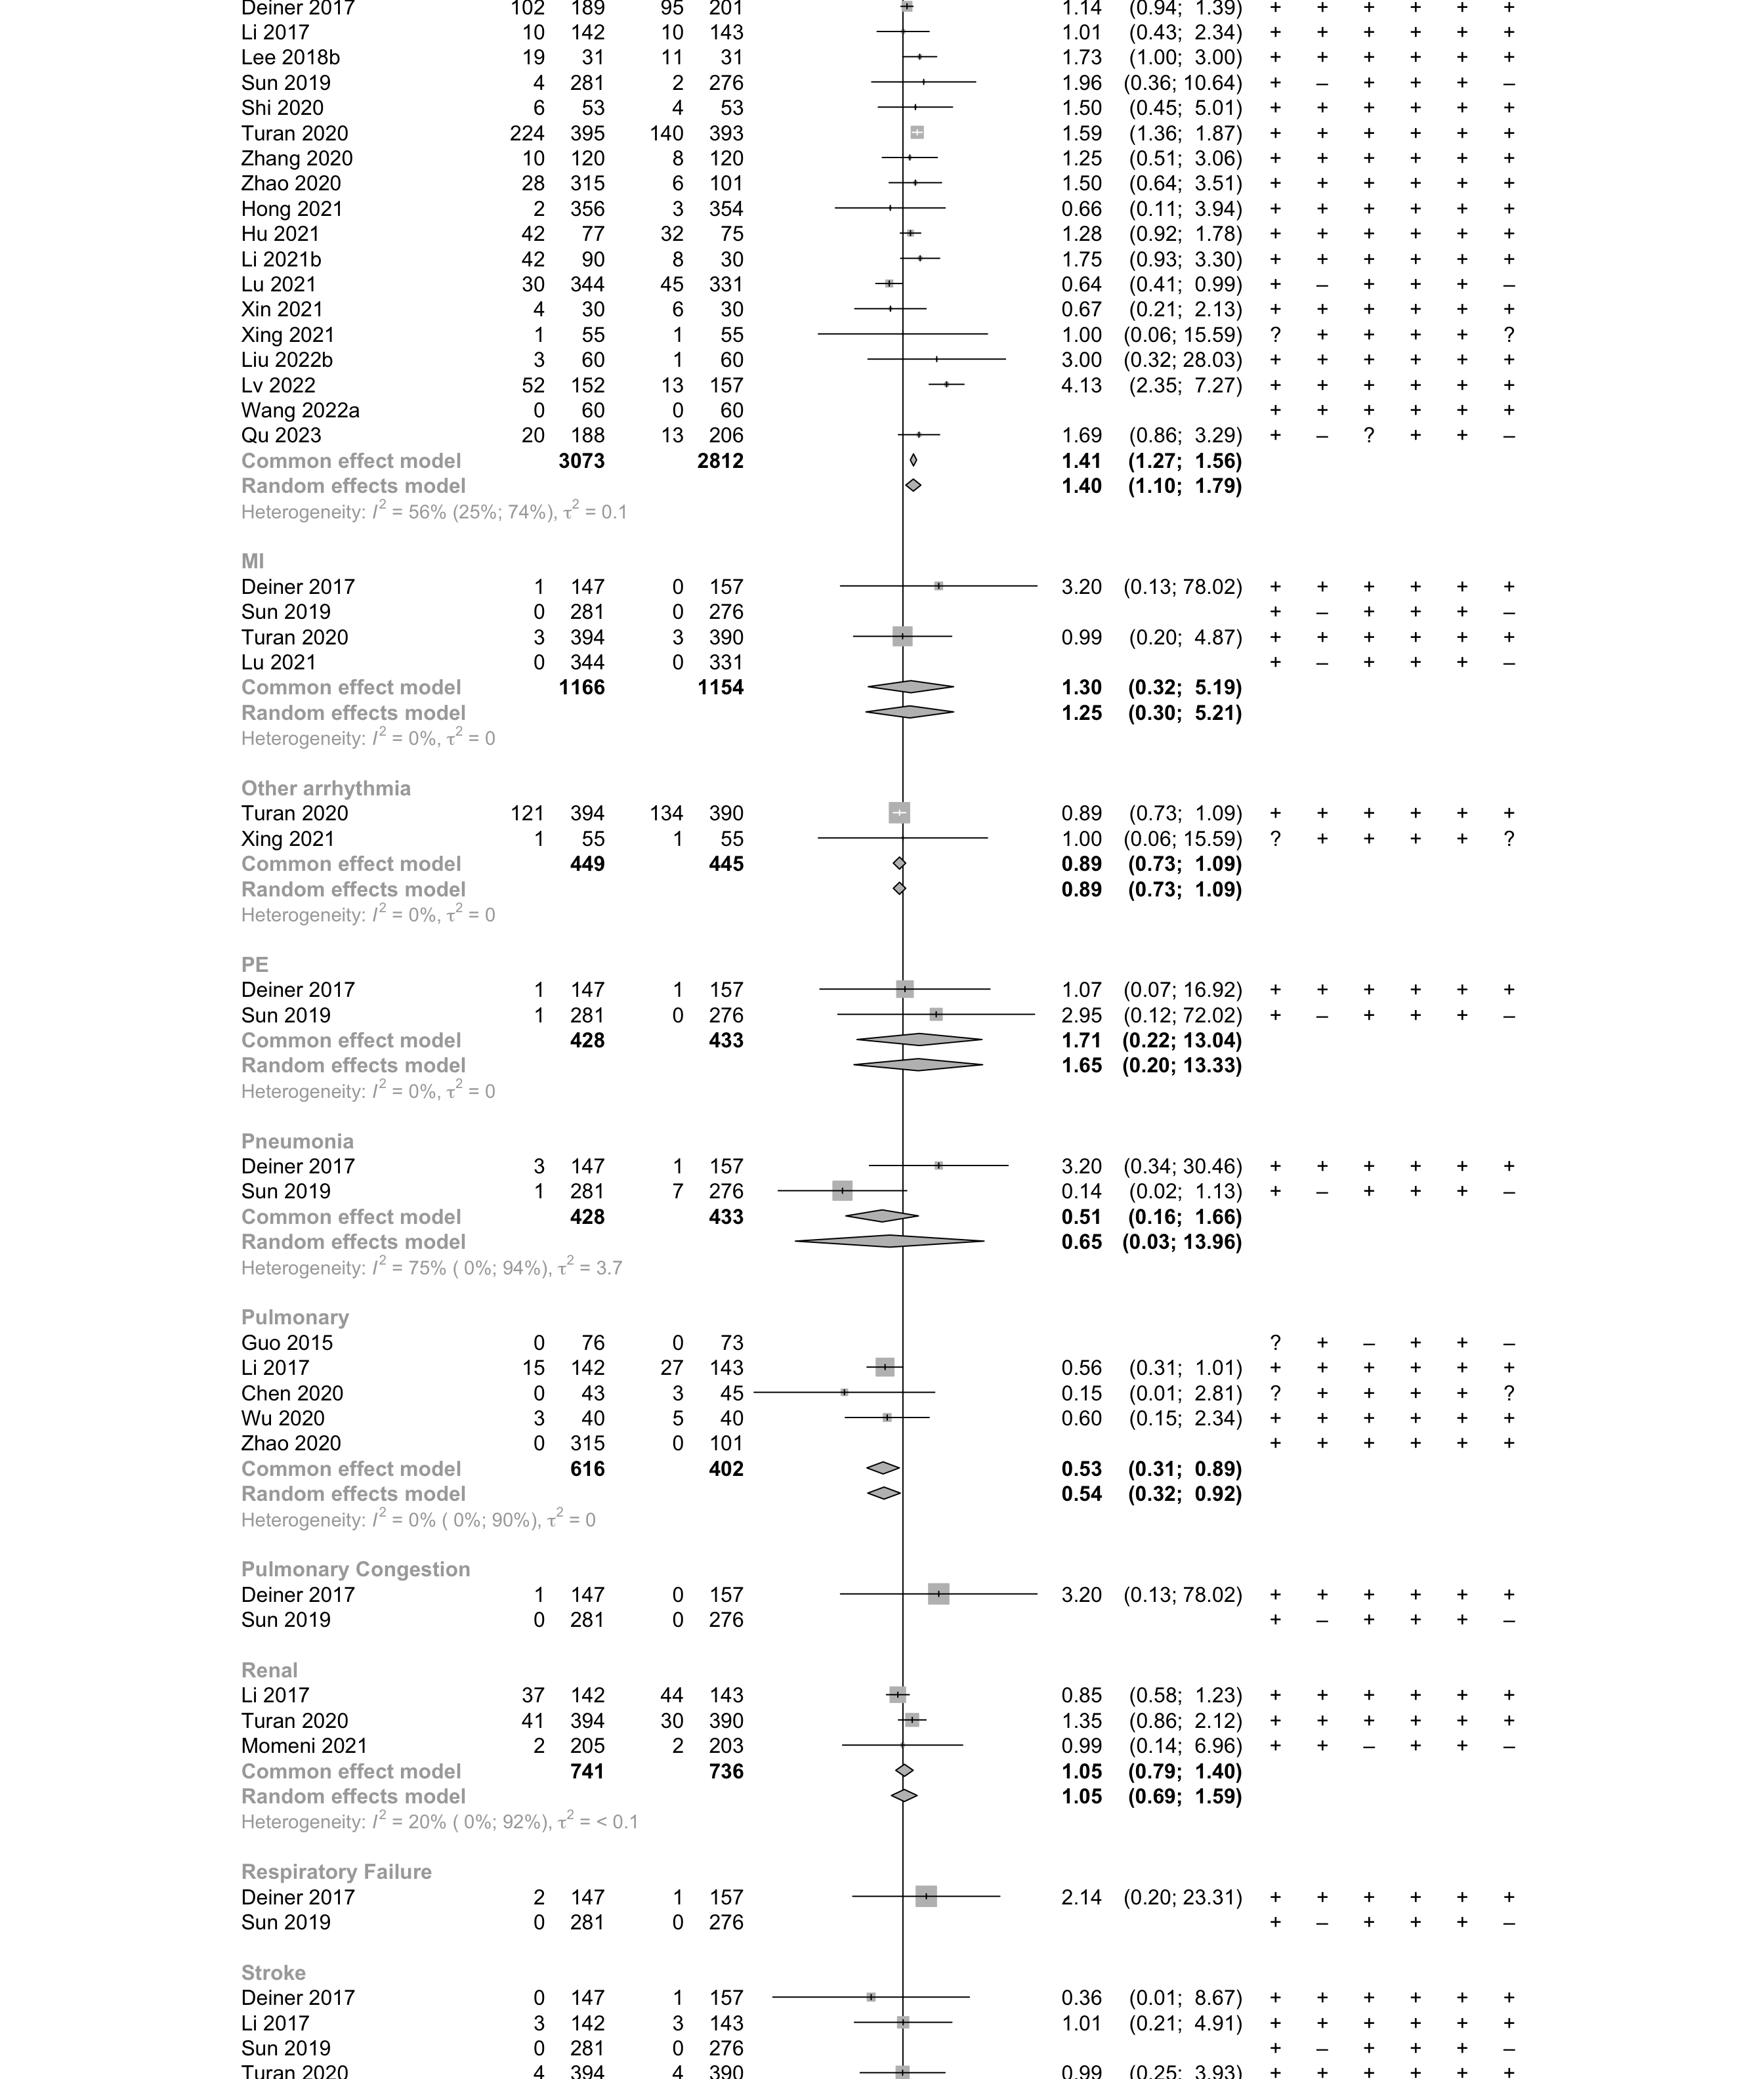 Deiner 2017 102 189 95 201 1.14 (0.94; 1.39) + + + + + +
Li 2017 10 142 10 143 1.01 (0.43; 2.34) + + + + + +
Lee 2018b 19 31 11 31 1.73 (1.00; 3.00) + + + + + +
Sun 2019 4 281 2 276 1.96 (0.36; 10.64) + – + + + –
Shi 2020 6 53 4 53 1.50 (0.45; 5.01) + + + + + +
Turan 2020 224 395 140 393 1.59 (1.36; 1.87) + + + + + +
Zhang 2020 10 120 8 120 1.25 (0.51; 3.06) + + + + + +
Zhao 2020 28 315 6 101 1.50 (0.64; 3.51) + + + + + +
Hong 2021 2 356 3 354 0.66 (0.11; 3.94) + + + + + +
Hu 2021 42 77 32 75 1.28 (0.92; 1.78) + + + + + +
Li 2021b 42 90 8 30 1.75 (0.93; 3.30) + + + + + +
Lu 2021 30 344 45 331 0.64 (0.41; 0.99) + – + + + –
Xin 2021 4 30 6 30 0.67 (0.21; 2.13) + + + + + +
Xing 2021 1 55 1 55 1.00 (0.06; 15.59) ? + + + + ?
Liu 2022b 3 60 1 60 3.00 (0.32; 28.03) + + + + + +
Lv 2022 52 152 13 157 4.13 (2.35; 7.27) + + + + + +
Wang 2022a 0 60 0 60 + + + + + +
Qu 2023 20 188 13 206 1.69 (0.86; 3.29) + – ? + + –
Common effect model 3073 2812 1.41 (1.27; 1.56)
Random effects model 1.40 (1.10; 1.79)
Heterogeneity: I² = 56% (25%; 74%), τ² = 0.1
MI
Deiner 2017 1 147 0 157 3.20 (0.13; 78.02) + + + + + +
Sun 2019 0 281 0 276 + – + + + –
Turan 2020 3 394 3 390 0.99 (0.20; 4.87) + + + + + +
Lu 2021 0 344 0 331 + – + + + –
Common effect model 1166 1154 1.30 (0.32; 5.19)
Random effects model 1.25 (0.30; 5.21)
Heterogeneity: I² = 0%, τ² = 0
Other arrhythmia
Turan 2020 121 394 134 390 0.89 (0.73; 1.09) + + + + + +
Xing 2021 1 55 1 55 1.00 (0.06; 15.59) ? + + + + ?
Common effect model 449 445 0.89 (0.73; 1.09)
Random effects model 0.89 (0.73; 1.09)
Heterogeneity: I² = 0%, τ² = 0
PE
Deiner 2017 1 147 1 157 1.07 (0.07; 16.92) + + + + + +
Sun 2019 1 281 0 276 2.95 (0.12; 72.02) + – + + + –
Common effect model 428 433 1.71 (0.22; 13.04)
Random effects model 1.65 (0.20; 13.33)
Heterogeneity: I² = 0%, τ² = 0
Pneumonia
Deiner 2017 3 147 1 157 3.20 (0.34; 30.46) + + + + + +
Sun 2019 1 281 7 276 0.14 (0.02; 1.13) + – + + + –
Common effect model 428 433 0.51 (0.16; 1.66)
Random effects model 0.65 (0.03; 13.96)
Heterogeneity: I² = 75% ( 0%; 94%), τ² = 3.7
Pulmonary
Guo 2015 0 76 0 73 ? + – + + –
Li 2017 15 142 27 143 0.56 (0.31; 1.01) + + + + + +
Chen 2020 0 43 3 45 0.15 (0.01; 2.81) ? + + + + ?
Wu 2020 3 40 5 40 0.60 (0.15; 2.34) + + + + + +
Zhao 2020 0 315 0 101 + + + + + +
Common effect model 616 402 0.53 (0.31; 0.89)
Random effects model 0.54 (0.32; 0.92)
Heterogeneity: I² = 0% ( 0%; 90%), τ² = 0
Pulmonary Congestion
Deiner 2017 1 147 0 157 3.20 (0.13; 78.02) + + + + + +
Sun 2019 0 281 0 276 + – + + + –
Renal
Li 2017 37 142 44 143 0.85 (0.58; 1.23) + + + + + +
Turan 2020 41 394 30 390 1.35 (0.86; 2.12) + + + + + +
Momeni 2021 2 205 2 203 0.99 (0.14; 6.96) + + – + + –
Common effect model 741 736 1.05 (0.79; 1.40)
Random effects model 1.05 (0.69; 1.59)
Heterogeneity: I² = 20% ( 0%; 92%), τ² = < 0.1
Respiratory Failure
Deiner 2017 2 147 1 157 2.14 (0.20; 23.31) + + + + + +
Sun 2019 0 281 0 276 + – + + + –
Stroke
Deiner 2017 0 147 1 157 0.36 (0.01; 8.67) + + + + + +
Li 2017 3 142 3 143 1.01 (0.21; 4.91) + + + + + +
Sun 2019 0 281 0 276 + – + + + –
Turan 2020 4 394 4 390 0.99 (0.25; 3.93) + + + + + +